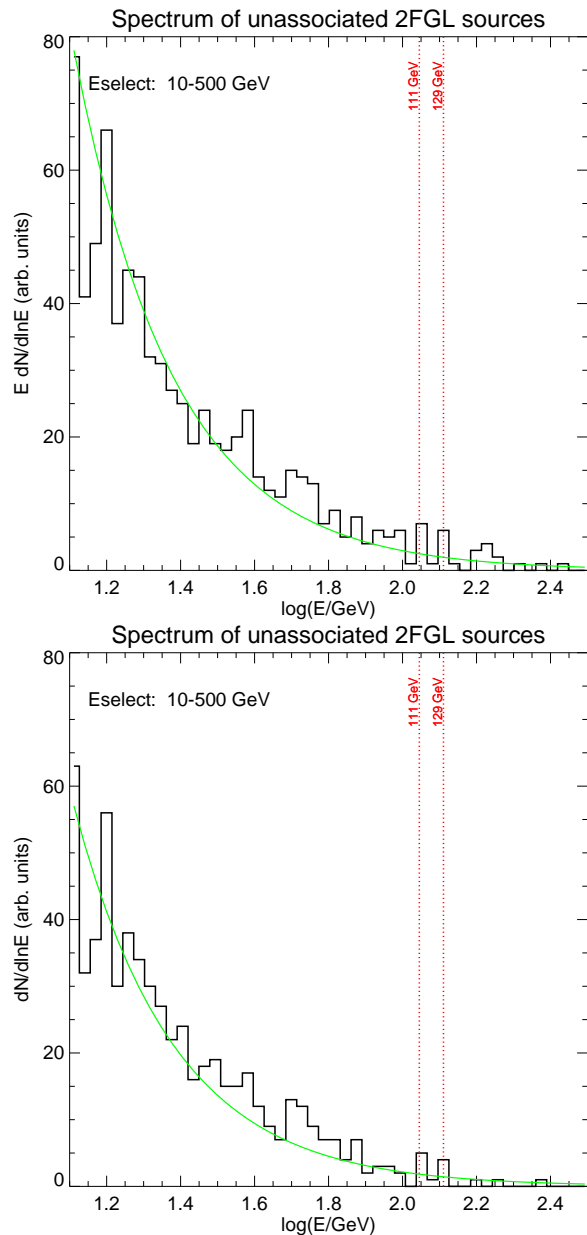 Spectrum of unassociated 2FGL sources
80
60
40
20
0
E dN/dlnE (arb. units)
Eselect: 10-500 GeV
111 GeV
129 GeV
1.2 1.4 1.6 1.8 2.0 2.2 2.4
log(E/GeV)
Spectrum of unassociated 2FGL sources
80
60
40
20
0
dN/dlnE (arb. units)
Eselect: 10-500 GeV
111 GeV
129 GeV
1.2 1.4 1.6 1.8 2.0 2.2 2.4
log(E/GeV)